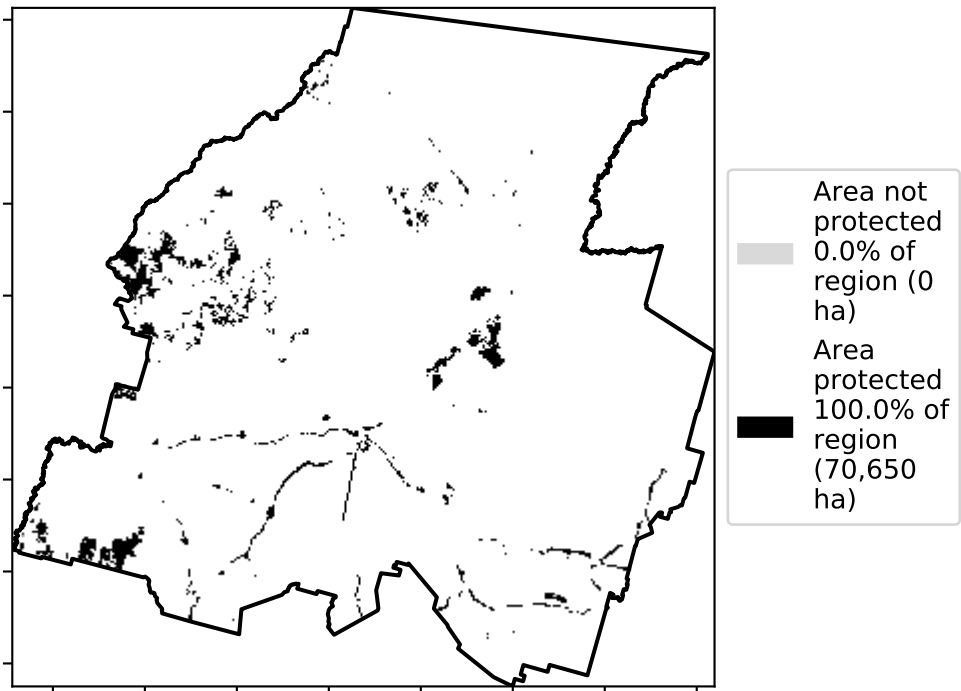 Area not
protected
0.0% of
region (0
ha)
Area
protected
100.0% of
region
(70,650
ha)